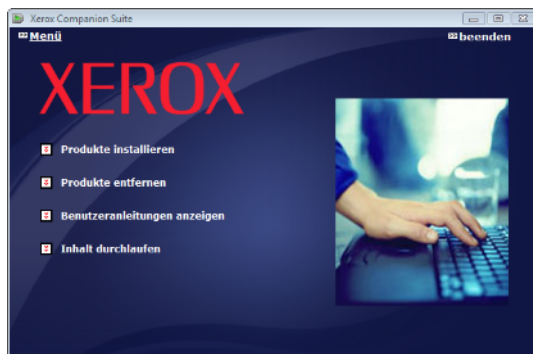 Xerox Companion Suite
Menü
beenden
XEROX
Produkte installieren
Produkte entfernen
Benutzeranleitungen anzeigen
Inhalt durchlaufen